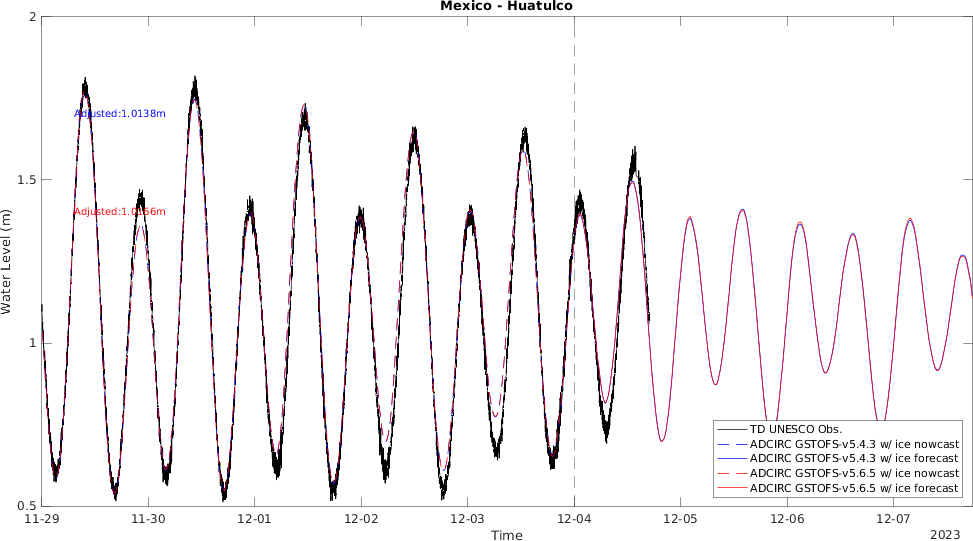 Mexico - Huatulco
2
1.5
1
0.5
Water Level (m)
Adjusted:1.0138m
Adjusted:1.0156m
TD UNESCO Obs.
ADCIRC GSTOFS-v5.4.3 w/ ice nowcast
ADCIRC GSTOFS-v5.4.3 w/ ice forecast
ADCIRC GSTOFS-v5.6.5 w/ ice nowcast
ADCIRC GSTOFS-v5.6.5 w/ ice forecast
11-29 11-30 12-01 12-02 12-03 12-04 12-05 12-06 12-07
Time
2023